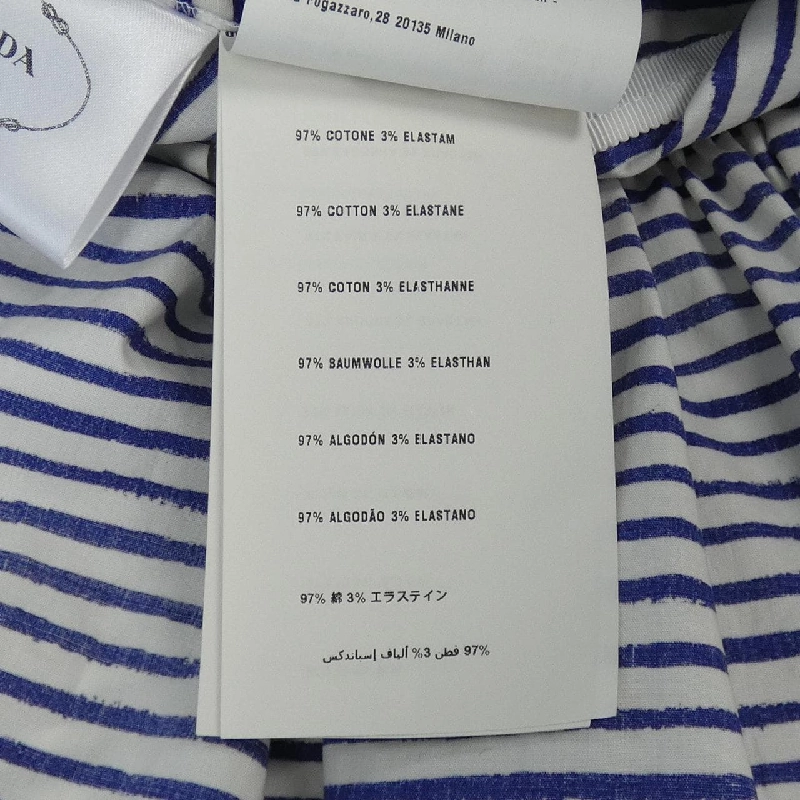 DA
Fogazzaro, 28 20135 Milano
97% COTONE 3% ELASTAM
97% COTTON 3% ELASTANE
97% COTON 3% ELASTHANNE
97% BAUMWOLLE 3% ELASTHAN
97% ALGODÓN 3% ELASTANO
97% ALGODÃO 3% ELASTANO
97% 綿 3% エラステイン
97% قطن 3% ألياف إسباندكس